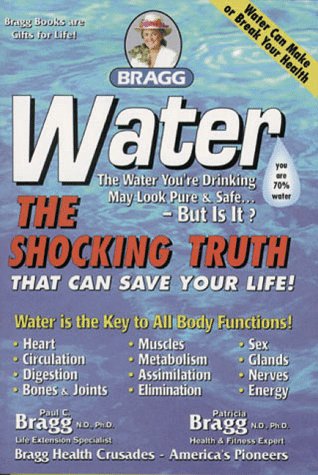 Bragg Books are
Gifts for Life!
Water Can Make
or Break Your Health
BRAGG
Water
The Water You're Drinking
May Look Pure & Safe...
– But Is It?
you
are
70%
water
THE
SHOCKING TRUTH
THAT CAN SAVE YOUR LIFE!
Water is the Key to All Body Functions!
• Heart
• Circulation
• Digestion
• Bones & Joints
• Muscles
• Metabolism
• Assimilation
• Elimination
• Sex
• Glands
• Nerves
• Energy
Paul C.
Bragg N.D., Ph.D.
Life Extension Specialist
Patricia
Bragg N.D., Ph.D.
Health & Fitness Expert
Bragg Health Crusades - America's Pioneers